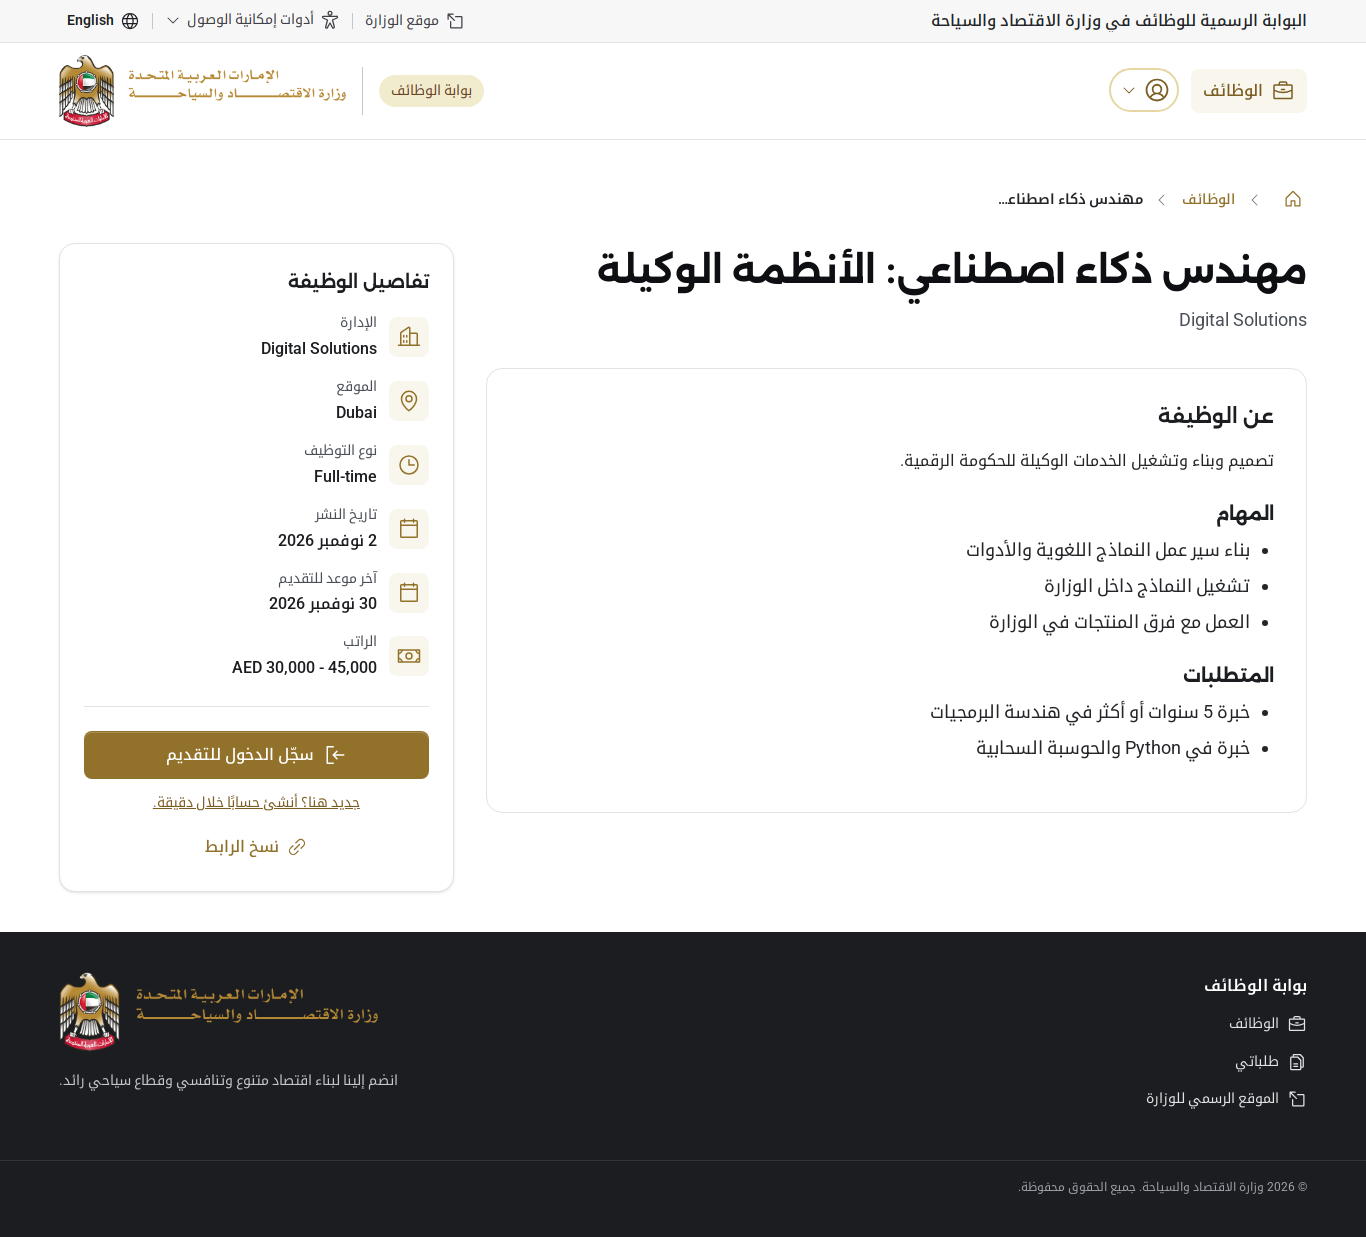 البوابة الرسمية للوظائف في وزارة الاقتصاد والسياحة
موقع الوزارة
أدوات إمكانية الوصول
English
الوظائف
بوابة الوظائف
الإمارات العربية المتحدة
وزارة الاقتصاد والسياحة
الوظائف
مهندس ذكاء اصطناعـ...
مهندس ذكاء اصطناعي: الأنظمة الوكيلة
Digital Solutions
عن الوظيفة
تصميم وبناء وتشغيل الخدمات الوكيلة للحكومة الرقمية.
المهام
بناء سير عمل النماذج اللغوية والأدوات
تشغيل النماذج داخل الوزارة
العمل مع فرق المنتجات في الوزارة
المتطلبات
خبرة 5 سنوات أو أكثر في هندسة البرمجيات
خبرة في Python والحوسبة السحابية
تفاصيل الوظيفة
الإدارة
Digital Solutions
الموقع
Dubai
نوع التوظيف
Full-time
تاريخ النشر
2 نوفمبر 2026
آخر موعد للتقديم
30 نوفمبر 2026
الراتب
AED 30,000 - 45,000
سجّل الدخول للتقديم
جديد هنا؟ أنشئ حسابًا خلال دقيقة.
نسخ الرابط
بوابة الوظائف
الوظائف
طلباتي
الموقع الرسمي للوزارة
الإمارات العربية المتحدة
وزارة الاقتصاد والسياحة
انضم إلينا لبناء اقتصاد متنوع وتنافسي وقطاع سياحي رائد.
© 2026 وزارة الاقتصاد والسياحة. جميع الحقوق محفوظة.